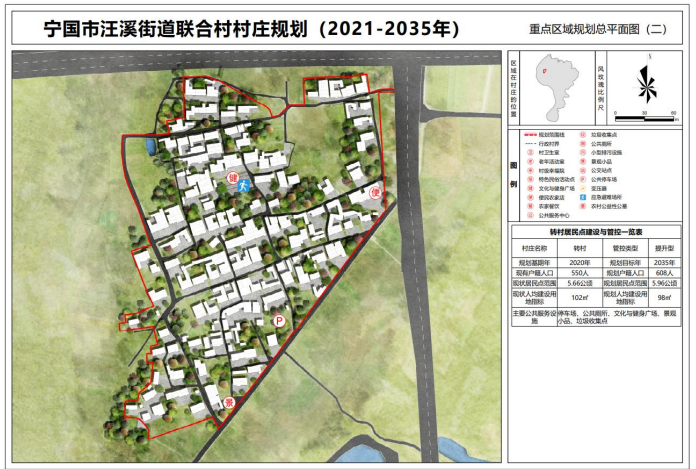 宁国市汪溪街道联合村村庄规划（2021-2035年）
重点区域规划总平面图（二）
区域在村庄的位置
风玫瑰比例尺
0 30 60
图例
规划范围线
行政村界
村卫生室
老年活动室
村级幸福院
特色民俗活动点
文化与健身广场
便民农家店
农家餐饮
公共服务中心
垃圾收集点
公共厕所
小型排污设施
景观小品
公交站点
公共停车场
变压器
应急避难场所
农村公益性公墓
转村居民点建设与管控一览表
村庄名称 转村 管控类型 提升型
规划基期年 2020年 规划目标年 2035年
现有户籍人口 550人 规划户籍人口 608人
现状居民点范围 5.66公顷 规划居民点范围 5.96公顷
现状人均建设用地指标 102㎡ 规划人均建设用地指标 98㎡
主要公共服务设施 停车场、公共厕所、文化与健身广场、景观小品、垃圾收集点
健
便
P
景